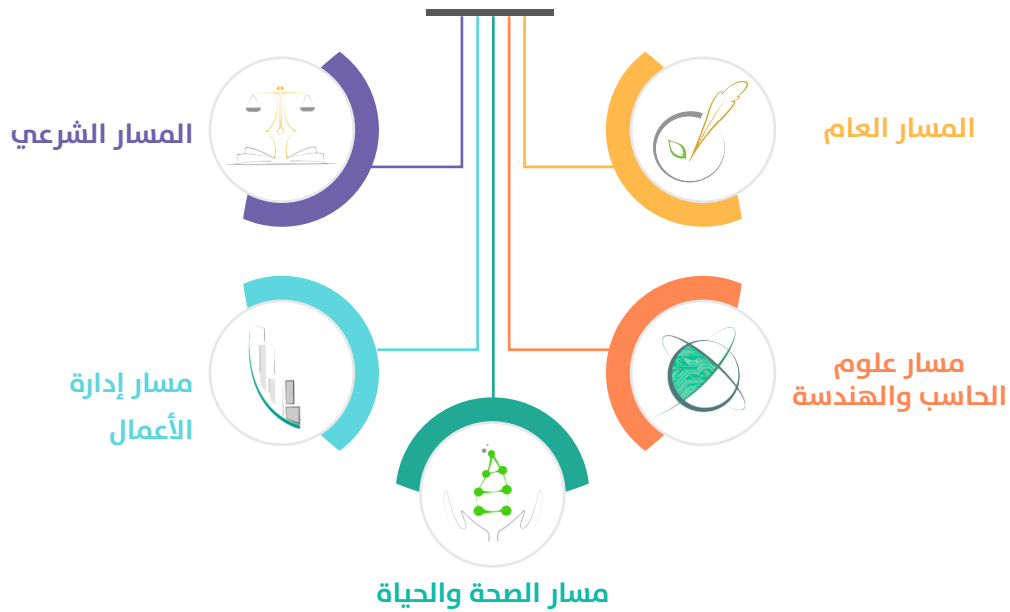 المسار العام
المسار الشرعي
مسار علوم
الحاسب والهندسة
مسار إدارة
الأعمال
مسار الصحة والحياة